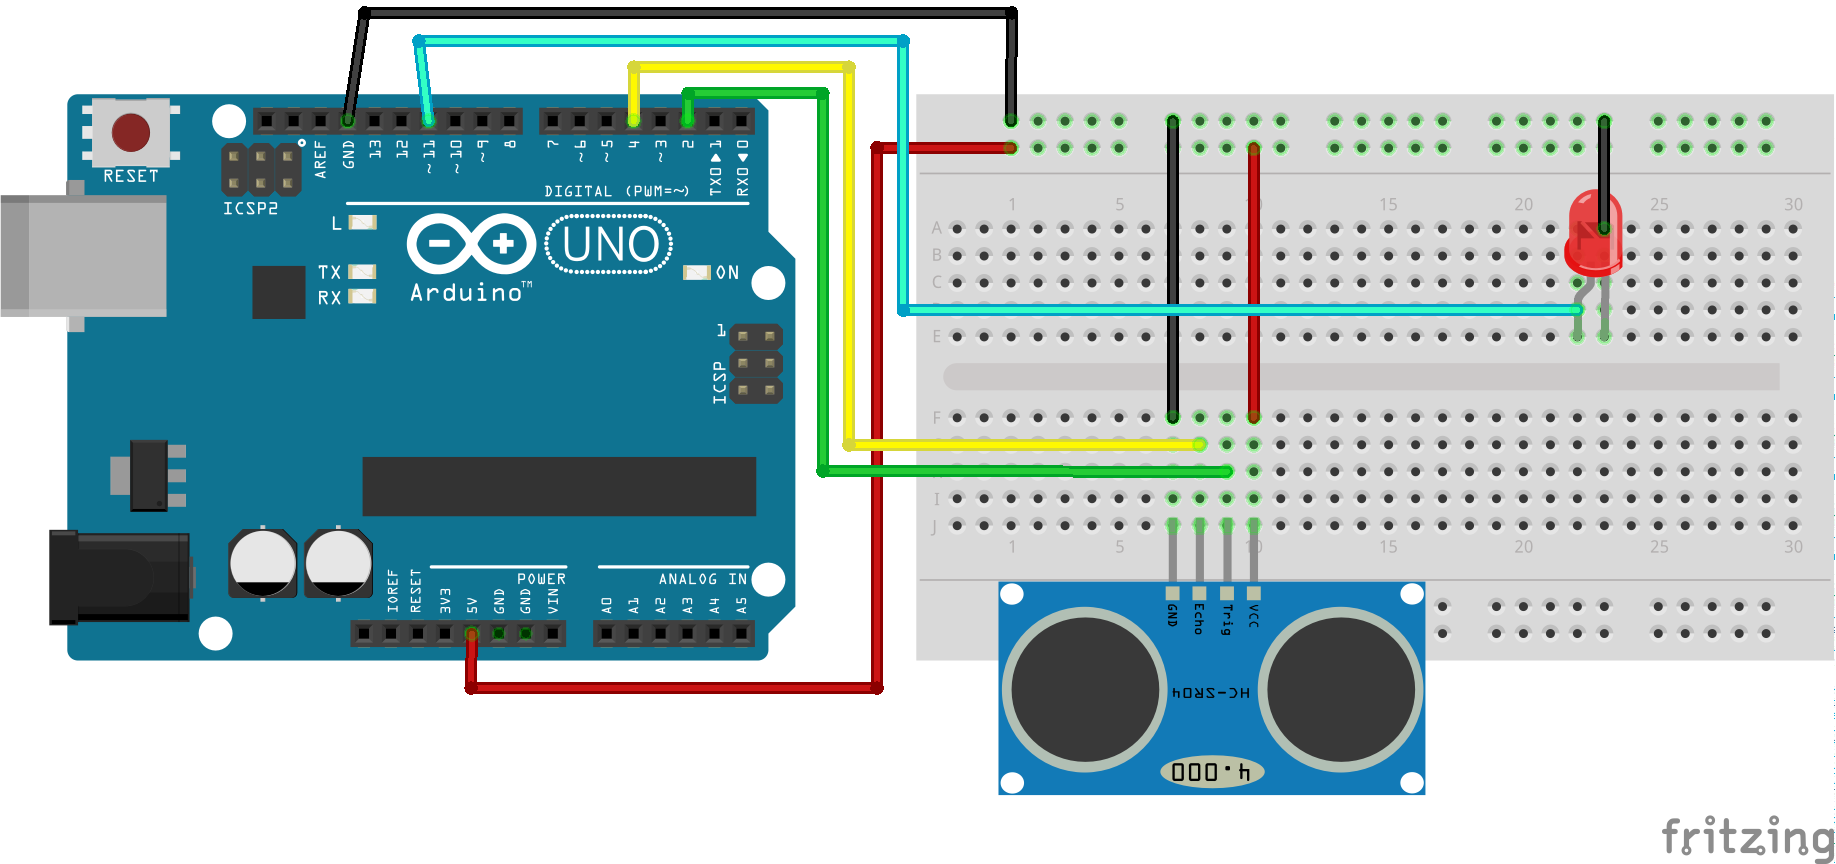 RESET
ICSP2
AREF
GND
13
12
~11
~10
~9
8
7
~6
~5
4
~3
2
TX0▶1
RX0◀0
DIGITAL (PWM=~)
L
TX
RX
UNO
Arduino™
ON
1
ICSP
IOREF
RESET
3V3
5V
GND
GND
VIN
POWER
ANALOG IN
A0
A1
A2
A3
A4
A5
1 5 10 15 20 25 30
A
B
C
E
F
I
J
1 5 10 15 20 25 30
GND
Echo
Trig
VCC
HC-SR04
4.000
fritzing